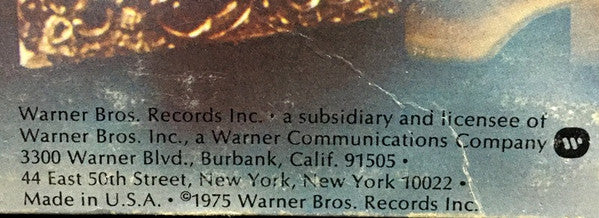 Warner Bros. Records Inc. • a subsidiary and licensee of
Warner Bros. Inc., a Warner Communications Company
3300 Warner Blvd., Burbank, Calif. 91505 •
44 East 50th Street, New York, New York 10022 •
Made in U.S.A. • ©1975 Warner Bros. Records Inc.